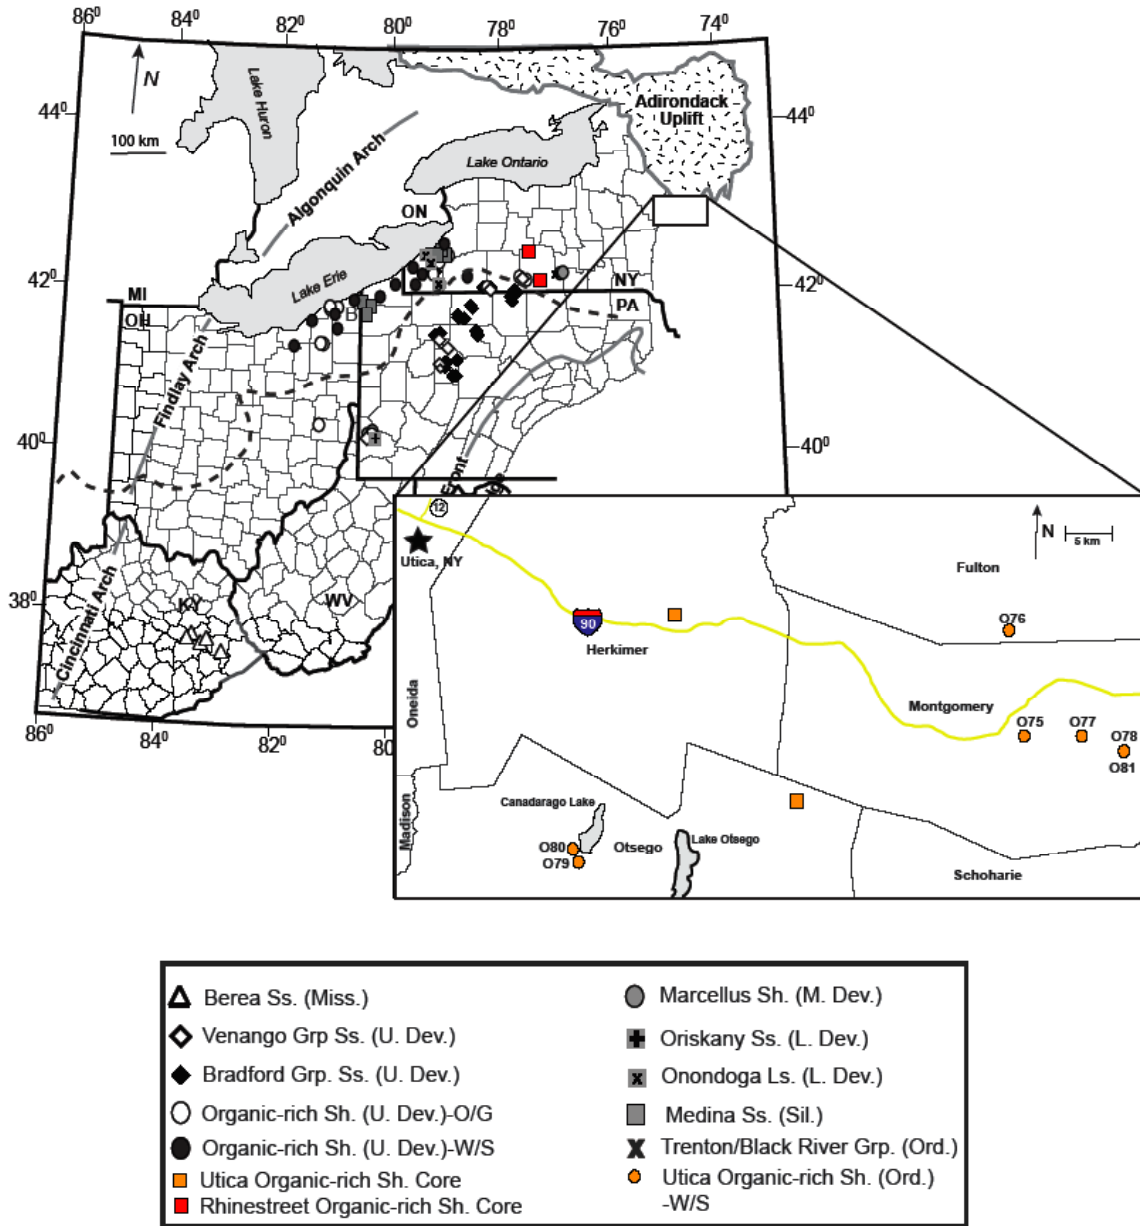 86⁰
84⁰
82⁰
80⁰
78⁰
76⁰
74⁰
N
44⁰
44⁰
100 km
Lake Huron
Adirondack
Uplift
Algonquin Arch
Lake Ontario
ON
42⁰
42⁰
Lake Erie
NY
PA
MI
OH
B
Findlay Arch
40⁰
40⁰
Front
38⁰
KY
WV
Cincinnati Arch
86⁰
84⁰
82⁰
80
12
Utica, NY
N
5 km
Fulton
90
Herkimer
O76
Oneida
Montgomery
O75
O77
O78
O81
Madison
Canadarago Lake
O80
O79
Otsego
Lake Otsego
Schoharie
Berea Ss. (Miss.)
Venango Grp Ss. (U. Dev.)
Bradford Grp. Ss. (U. Dev.)
Organic-rich Sh. (U. Dev.)-O/G
Organic-rich Sh. (U. Dev.)-W/S
Utica Organic-rich Sh. Core
Rhinestreet Organic-rich Sh. Core
Marcellus Sh. (M. Dev.)
Oriskany Ss. (L. Dev.)
Onondoga Ls. (L. Dev.)
Medina Ss. (Sil.)
Trenton/Black River Grp. (Ord.)
Utica Organic-rich Sh. (Ord.)
-W/S